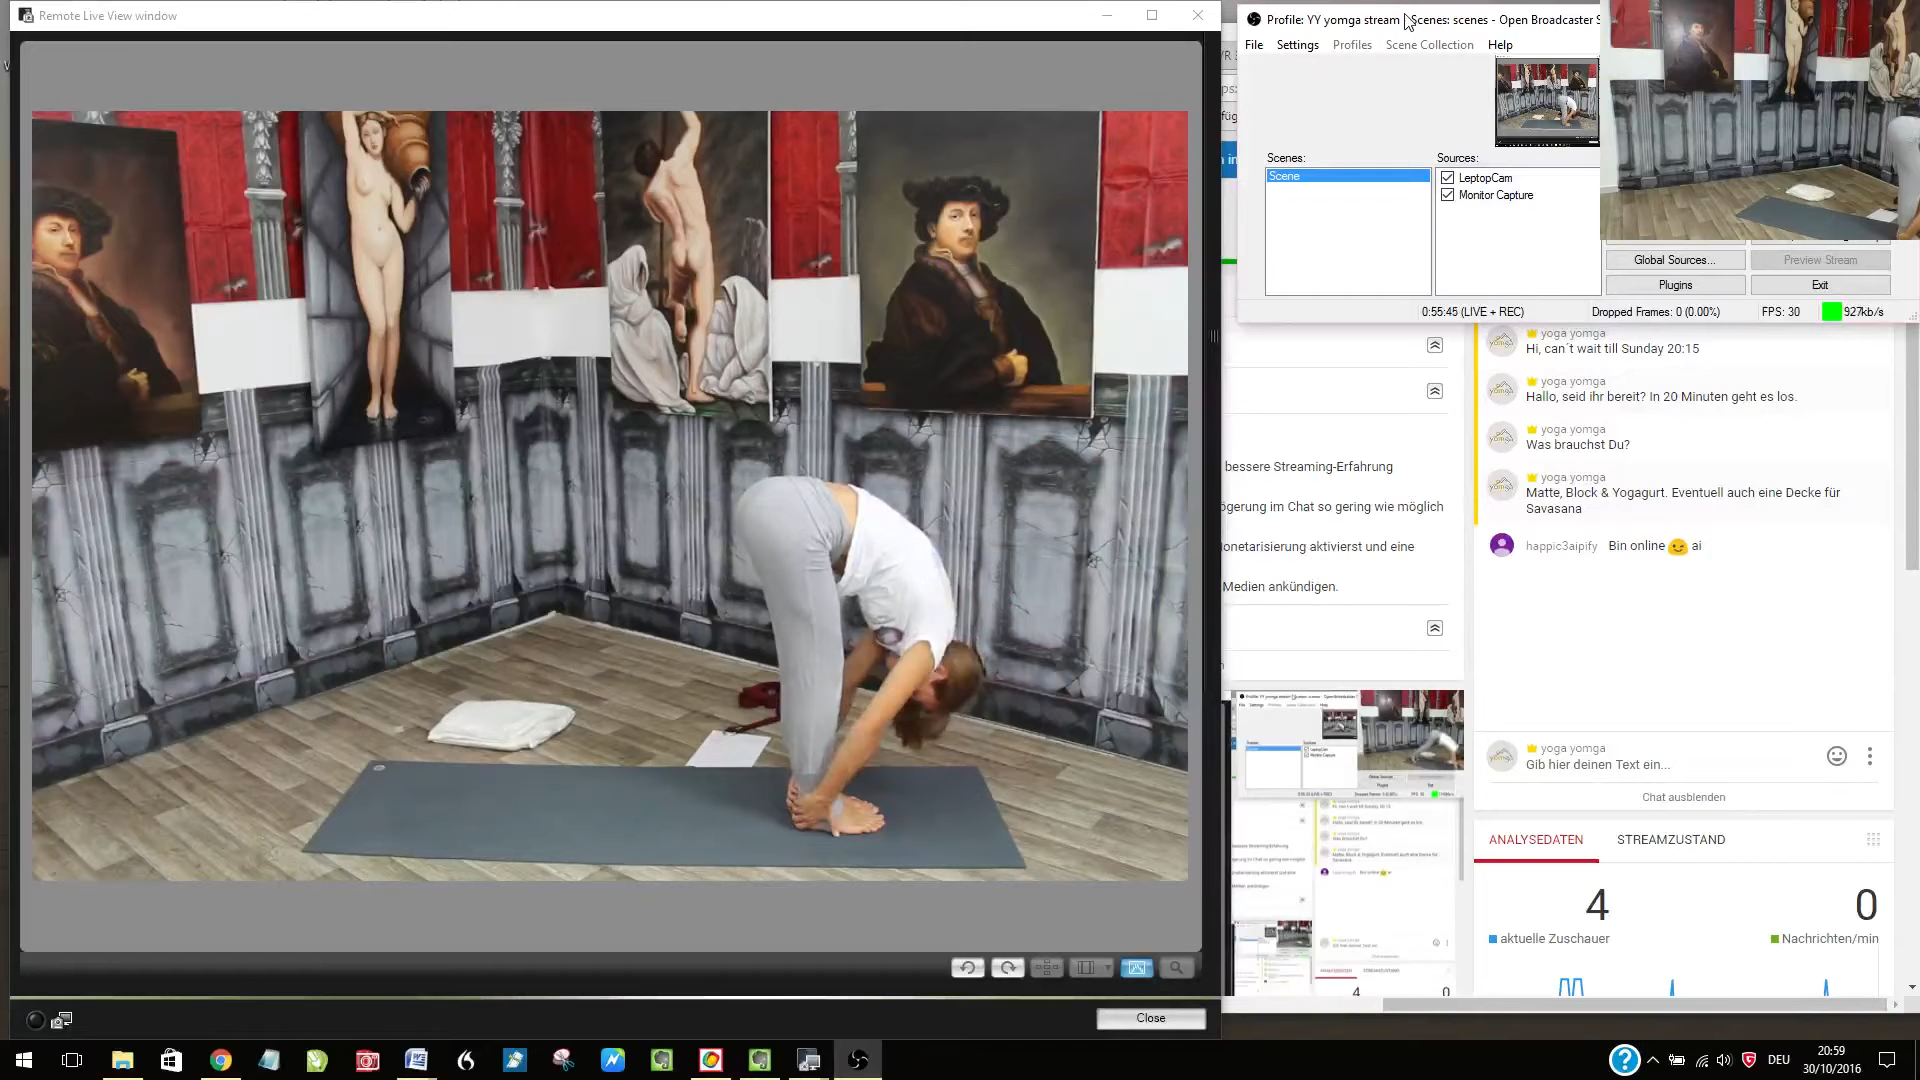 Remote Live View window
Profile: YY yomga stream
Scenes: scenes - Open Broadcaster S
File Settings Profiles Scene Collection Help
Scenes:
Sources:
Scene
LeptopCam
Monitor Capture
Global Sources...
Preview Stream
Plugins
Exit
0:55:45 (LIVE + REC)
Dropped Frames: 0 (0.00%)
FPS: 30
927kb/s
yoga yomga
Hi, can´t wait till Sunday 20:15
yoga yomga
Hallo, seid ihr bereit? In 20 Minuten geht es los.
yoga yomga
Was brauchst Du?
yoga yomga
Matte, Block & Yogagurt. Eventuell auch eine Decke für
Savasana
happic3aipify Bin online ai
bessere Streaming-Erfahrung
ögerung im Chat so gering wie möglich
onetarisierung aktivierst und eine
Medien ankündigen.
yoga yomga
Gib hier deinen Text ein...
Chat ausblenden
ANALYSEDATEN STREAMZUSTAND
4
0
aktuelle Zuschauer
Nachrichten/min
Close
DEU
20:59
30/10/2016